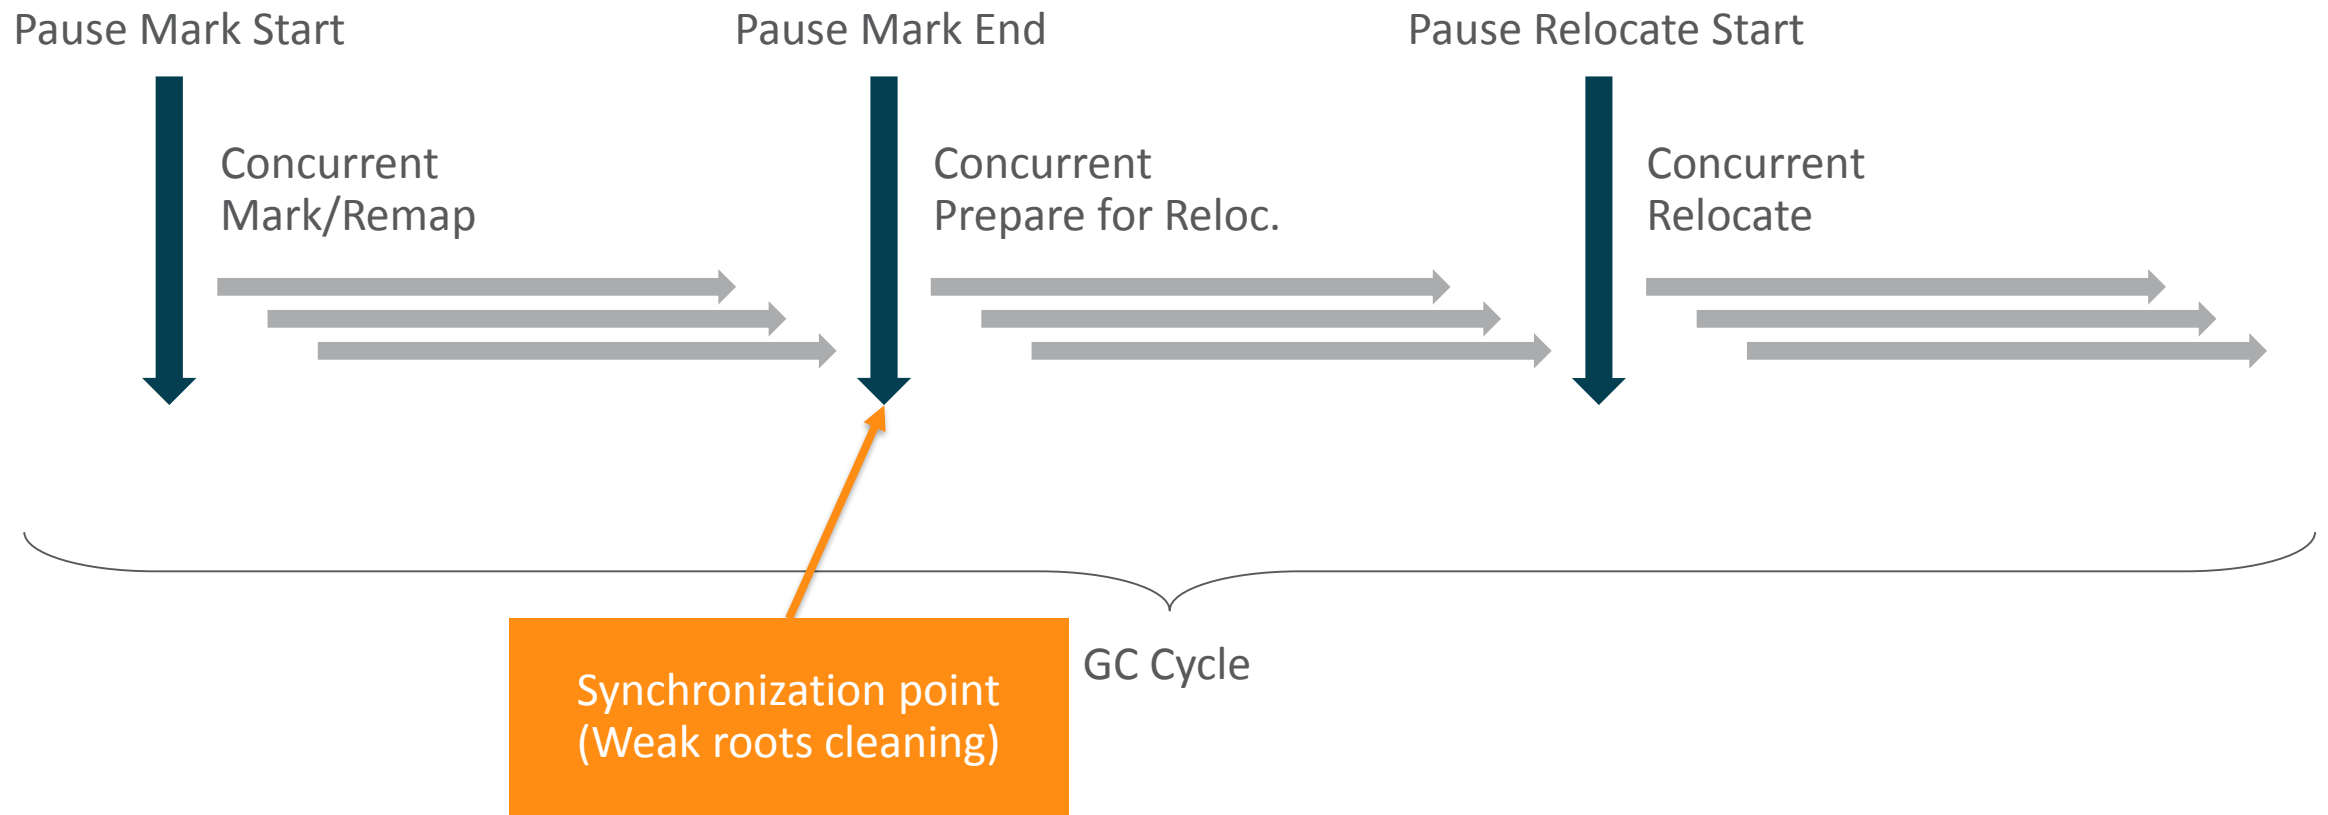 Pause Mark Start
Pause Mark End
Pause Relocate Start
Concurrent
Mark/Remap
Concurrent
Prepare for Reloc.
Concurrent
Relocate
GC Cycle
Synchronization point
(Weak roots cleaning)